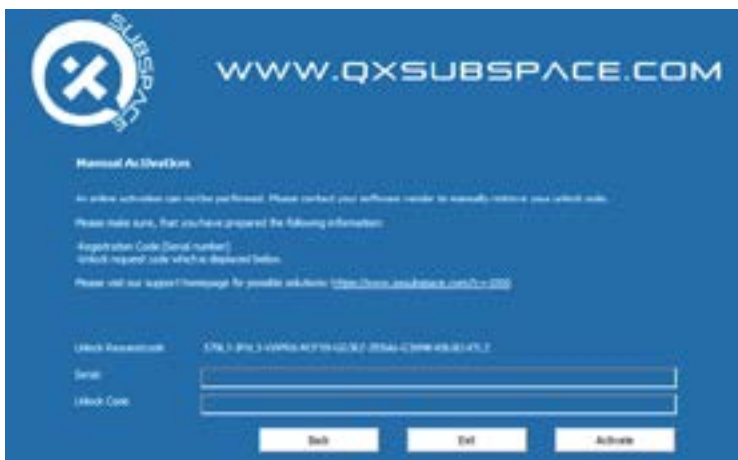 SUBSPACE
WWW.QXSUBSPACE.COM
Manual Activation
An online activation can not be performed. Please contact your software vendor to manually retrieve your unlock code.
Please make sure, that you have prepared the following information:
-Registration Code (Serial number)
-Unlock request code which is displayed below.
Please visit our support homepage for possible solutions:
Unlock Requestcode
Serial
Unlock Code
Back
Exit
Activate